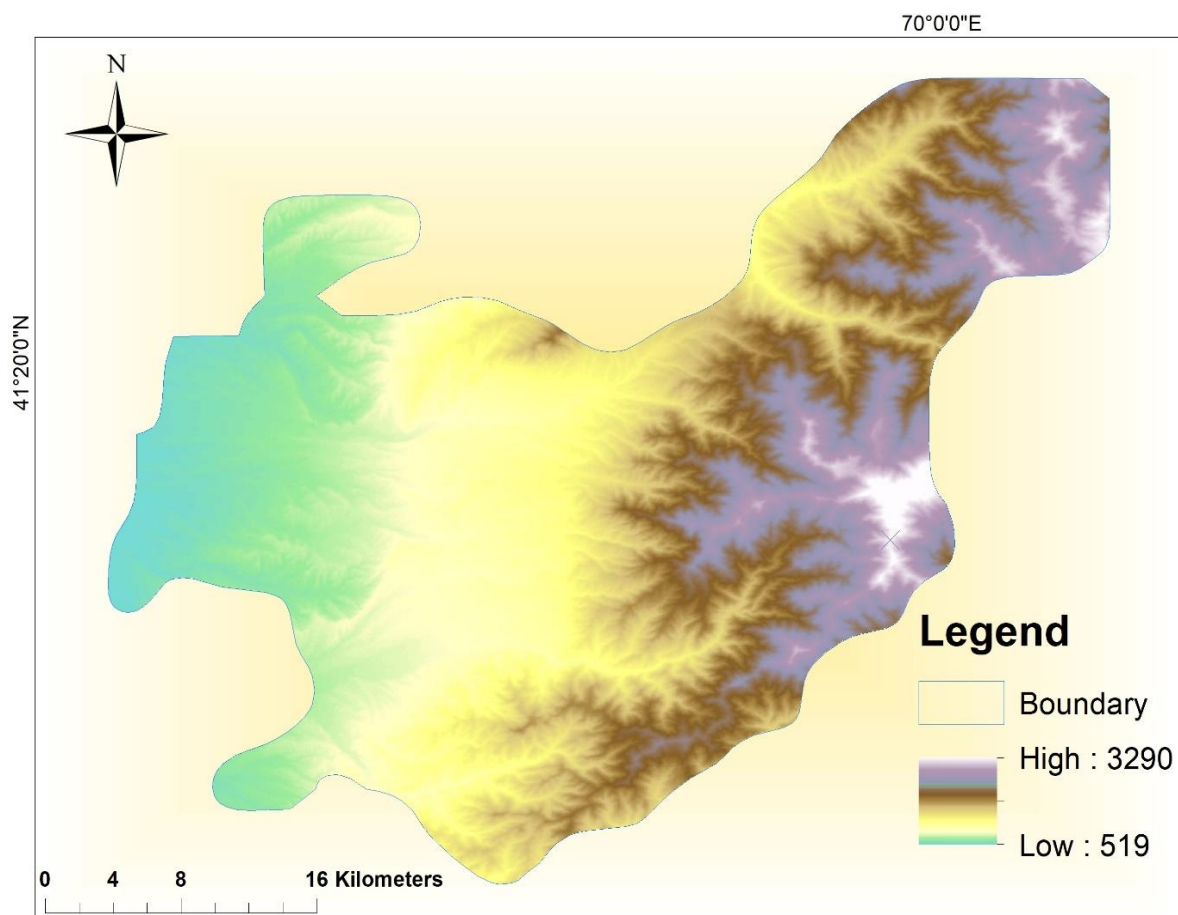 70°0'0"E
N
41°20'0"N
Legend
Boundary
High : 3290
Low : 519
0 4 8 16 Kilometers